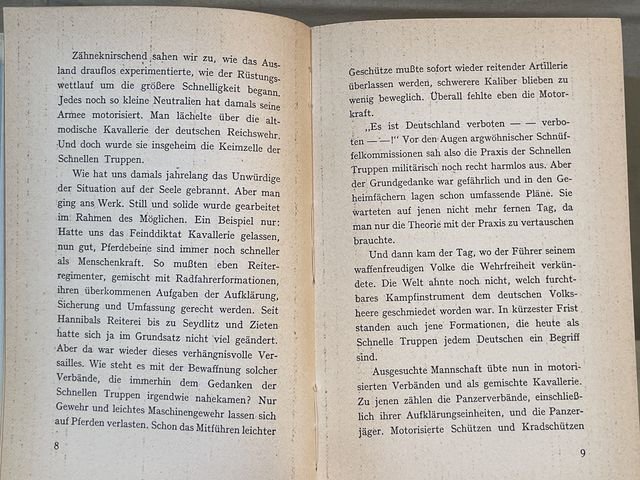 Zähneknirschend sahen wir zu, wie das Aus-
land drauflos experimentierte, wie der Rüstungs-
wettlauf um die größere Schnelligkeit begann.
Jedes noch so kleine Neutralien hat damals seine
Armee motorisiert. Man lächelte über die alt-
modische Kavallerie der deutschen Reichswehr.
Und doch wurde sie insgeheim die Keimzelle der
Schnellen Truppen.
Wie hat uns damals jahrelang das Unwürdige
der Situation auf der Seele gebrannt. Aber man
ging ans Werk. Still und solide wurde gearbeitet
im Rahmen des Möglichen. Ein Beispiel nur:
Hatte uns das Feinddiktat Kavallerie gelassen,
nun gut, Pferdebeine sind immer noch schneller
als Menschenkraft. So mußten eben Reiter-
regimenter, gemischt mit Radfahrerformationen,
ihren überkommenen Aufgaben der Aufklärung,
Sicherung und Umfassung gerecht werden. Seit
Hannibals Reiterei bis zu Seydlitz und Zieten
hatte sich ja im Grundsatz nicht viel geändert.
Aber da war wieder dieses verhängnisvolle Ver-
sailles. Wie steht es mit der Bewaffnung solcher
Verbände, die immerhin dem Gedanken der
Schnellen Truppen irgendwie nahekamen? Nur
Gewehr und leichtes Maschinengewehr lassen sich
auf Pferden verlasten. Schon das Mitführen leichter
8
Geschütze mußte sofort wieder reitender Artillerie
überlassen werden, schwerere Kaliber blieben zu
wenig beweglich. Überall fehlte eben die Motor-
kraft.
„Es ist Deutschland verboten — — verbo-
ten — —!" Vor den Augen argwöhnischer Schnüf-
felkommissionen sah also die Praxis der Schnellen
Truppen militärisch noch recht harmlos aus. Aber
der Grundgedanke war gefährlich und in den Ge-
heimfächern lagen schon umfassende Pläne. Sie
warteten auf jenen nicht mehr fernen Tag, da
man nur die Theorie mit der Praxis zu vertauschen
brauchte.
Und dann kam der Tag, wo der Führer seinem
waffenfreudigen Volke die Wehrfreiheit verkün-
dete. Die Welt ahnte noch nicht, welch furcht-
bares Kampfinstrument dem deutschen Volks-
heere geschmiedet worden war. In kürzester Frist
standen auch jene Formationen, die heute als
Schnelle Truppen jedem Deutschen ein Begriff
sind.
Ausgesuchte Mannschaft übte nun in motori-
sierten Verbänden und als gemischte Kavallerie.
Zu jenen zählen die Panzerverbände, einschließ-
lich ihrer Aufklärungseinheiten, und die Panzer-
jäger. Motorisierte Schützen und Kradschützen
9